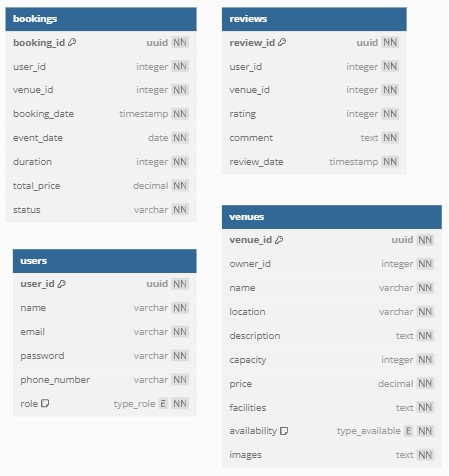 bookings
booking_id uuid NN
user_id integer NN
venue_id integer NN
booking_date timestamp NN
event_date date NN
duration integer NN
total_price decimal NN
status varchar NN
users
user_id uuid NN
name varchar NN
email varchar NN
password varchar NN
phone_number varchar NN
role type_role E NN
reviews
review_id uuid NN
user_id integer NN
venue_id integer NN
rating integer NN
comment text NN
review_date timestamp NN
venues
venue_id uuid NN
owner_id integer NN
name varchar NN
location varchar NN
description text NN
capacity integer NN
price decimal NN
facilities text NN
availability type_available E NN
images text NN